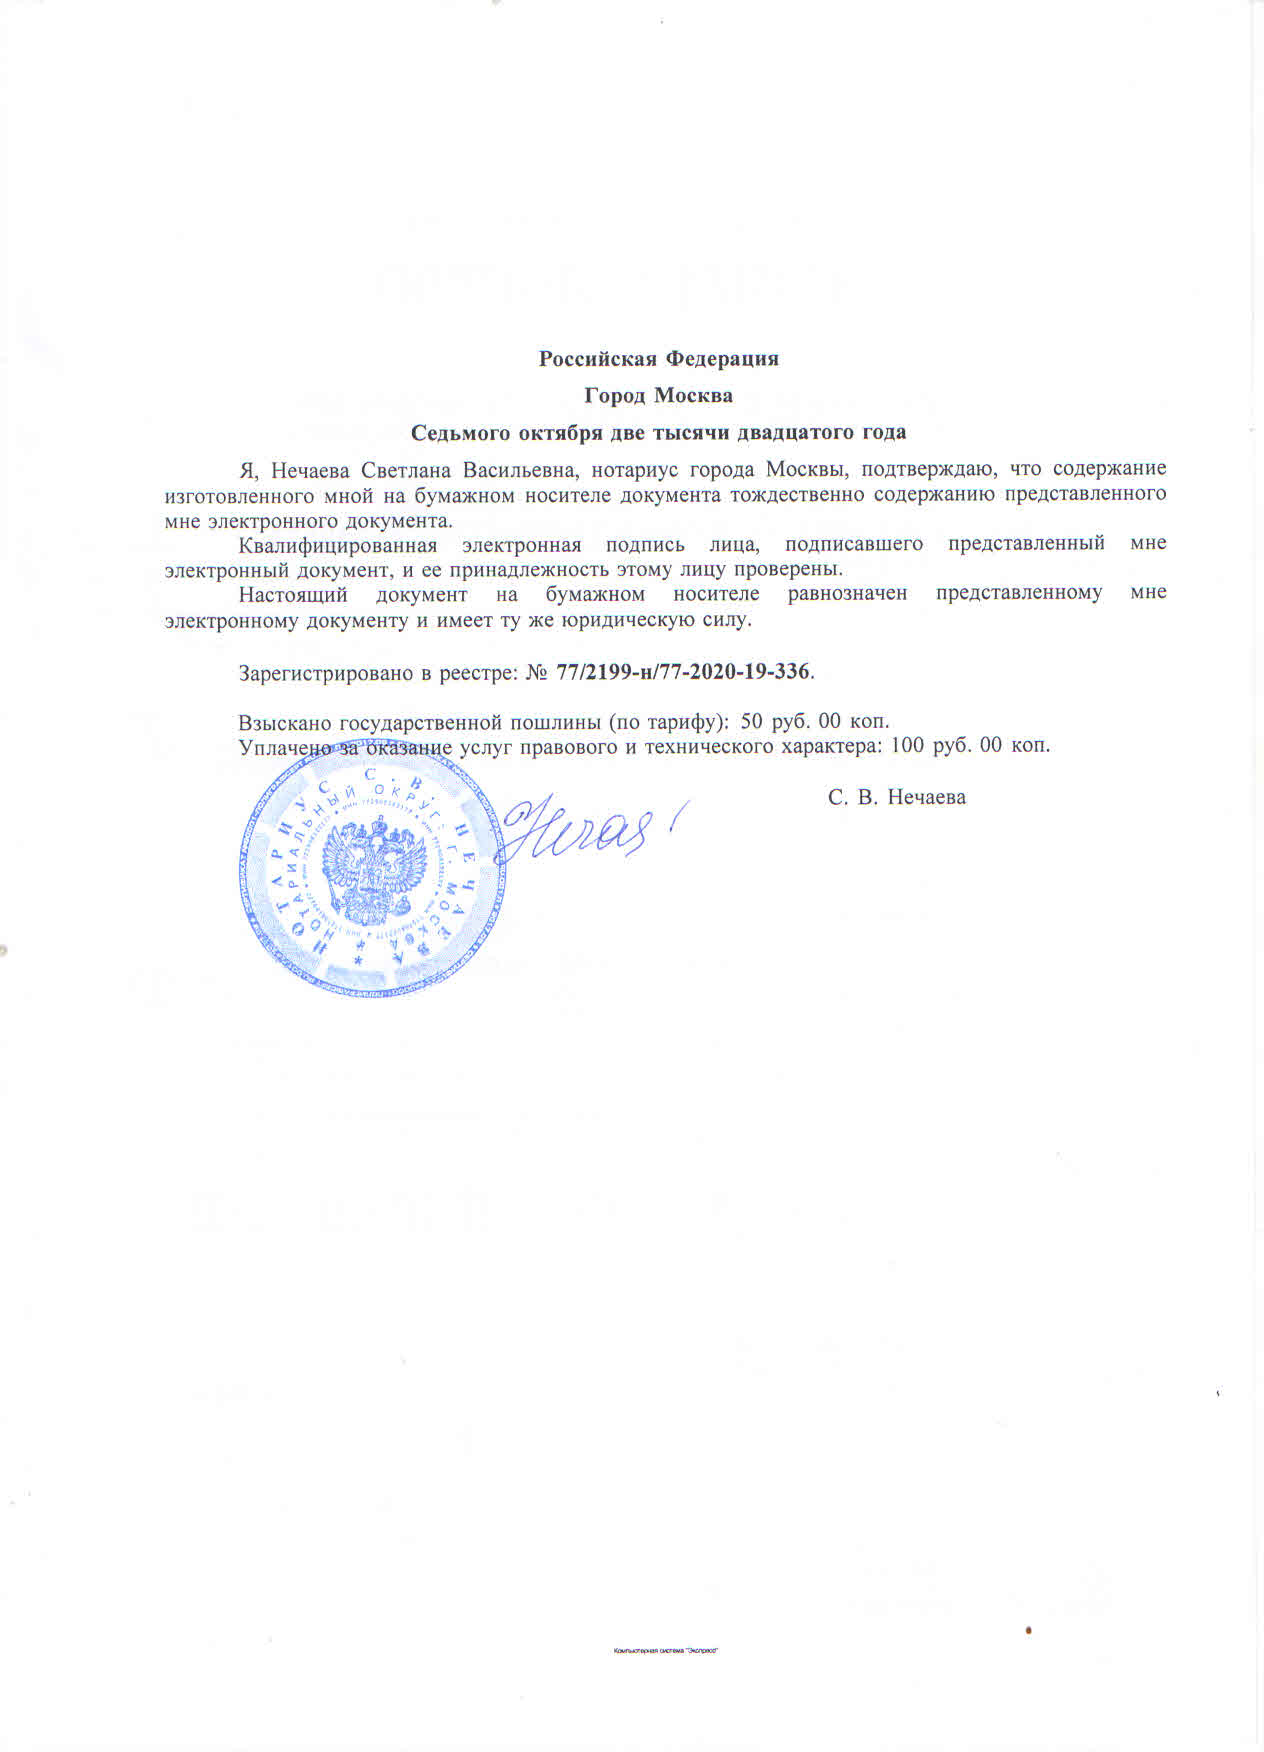 Российская Федерация
Город Москва
Седьмого октября две тысячи двадцатого года
Я, Нечаева Светлана Васильевна, нотариус города Москвы, подтверждаю, что содержание
изготовленного мной на бумажном носителе документа тождественно содержанию представленного
мне электронного документа.
Квалифицированная электронная подпись лица, подписавшего представленный мне
электронный документ, и ее принадлежность этому лицу проверены.
Настоящий документ на бумажном носителе равнозначен представленному мне
электронному документу и имеет ту же юридическую силу.
Зарегистрировано в реестре: № 77/2199-н/77-2020-19-336.
Взыскано государственной пошлины (по тарифу): 50 руб. 00 коп.
Уплачено за оказание услуг правового и технического характера: 100 руб. 00 коп.
С. В. Нечаева
НОТАРИУС С.В. НЕЧАЕВА
НОТАРИАЛЬНЫЙ ОКРУГ: Г. МОСКВА
Компьютерная система "Экспресс"